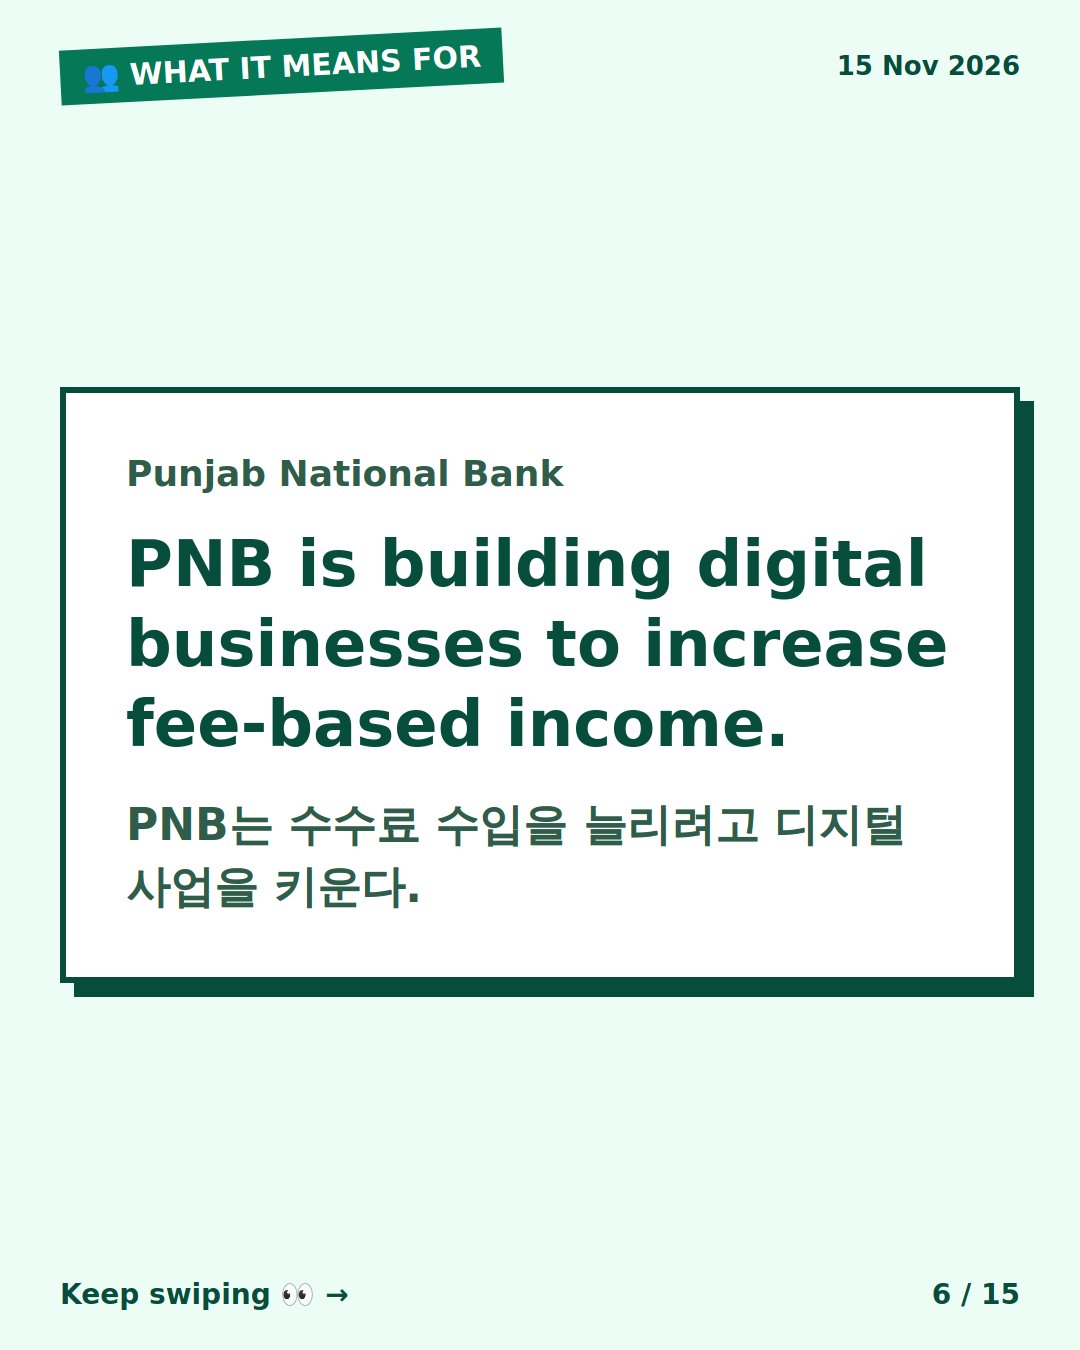 👥 WHAT IT MEANS FOR
15 Nov 2026
Punjab National Bank
PNB is building digital
businesses to increase
fee-based income.
PNB는 수수료 수입을 늘리려고 디지털
사업을 키운다.
Keep swiping 👀 →
6 / 15